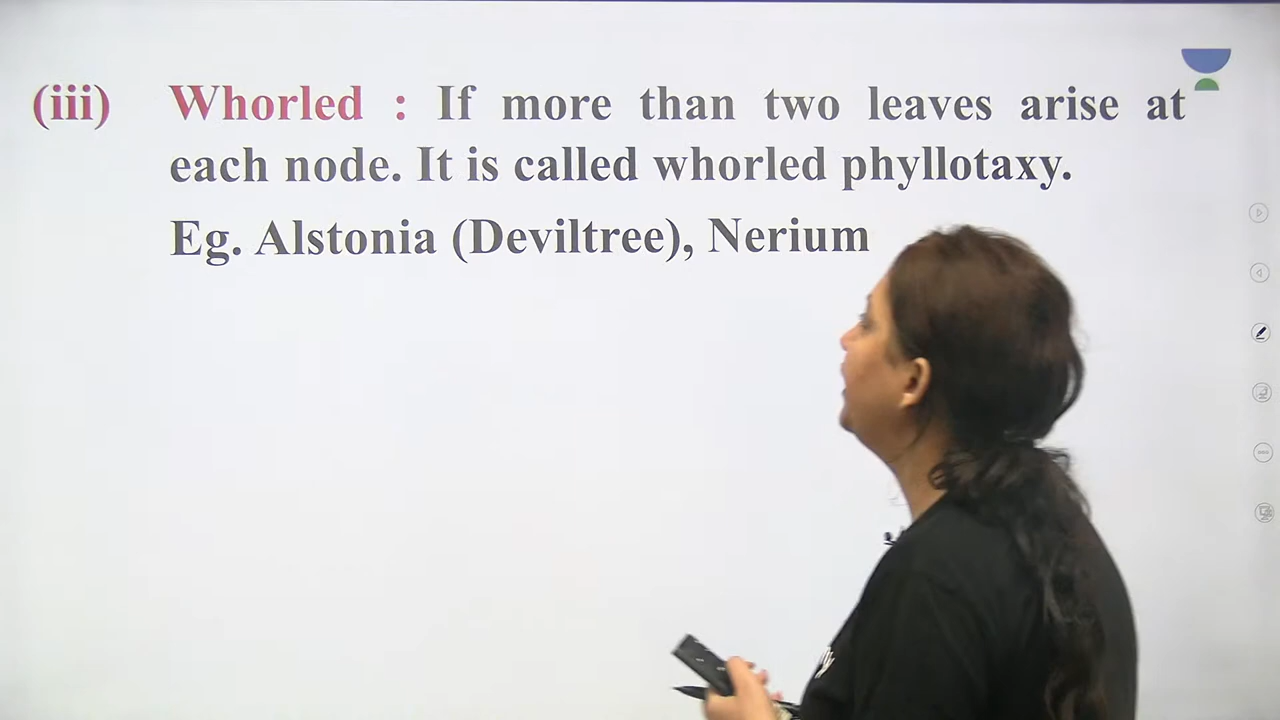 (iii) Whorled : If more than two leaves arise at
each node. It is called whorled phyllotaxy.
Eg. Alstonia (Deviltree), Nerium